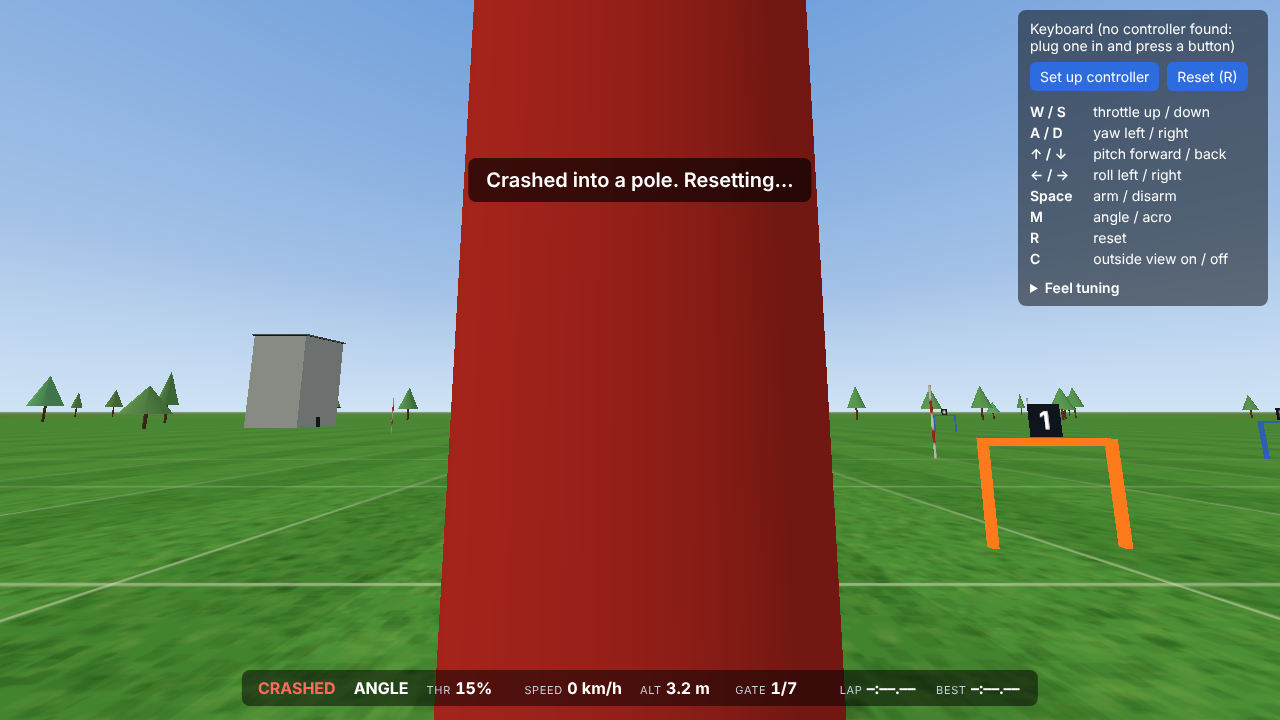 Keyboard (no controller found:
plug one in and press a button)
Set up controller Reset (R)
W / S throttle up / down
A / D yaw left / right
↑ / ↓ pitch forward / back
← / → roll left / right
Space arm / disarm
M angle / acro
R reset
C outside view on / off
▶ Feel tuning
Crashed into a pole. Resetting...
1
CRASHED ANGLE THR 15% SPEED 0 km/h ALT 3.2 m GATE 1/7 LAP –:––.–– BEST –:––.––